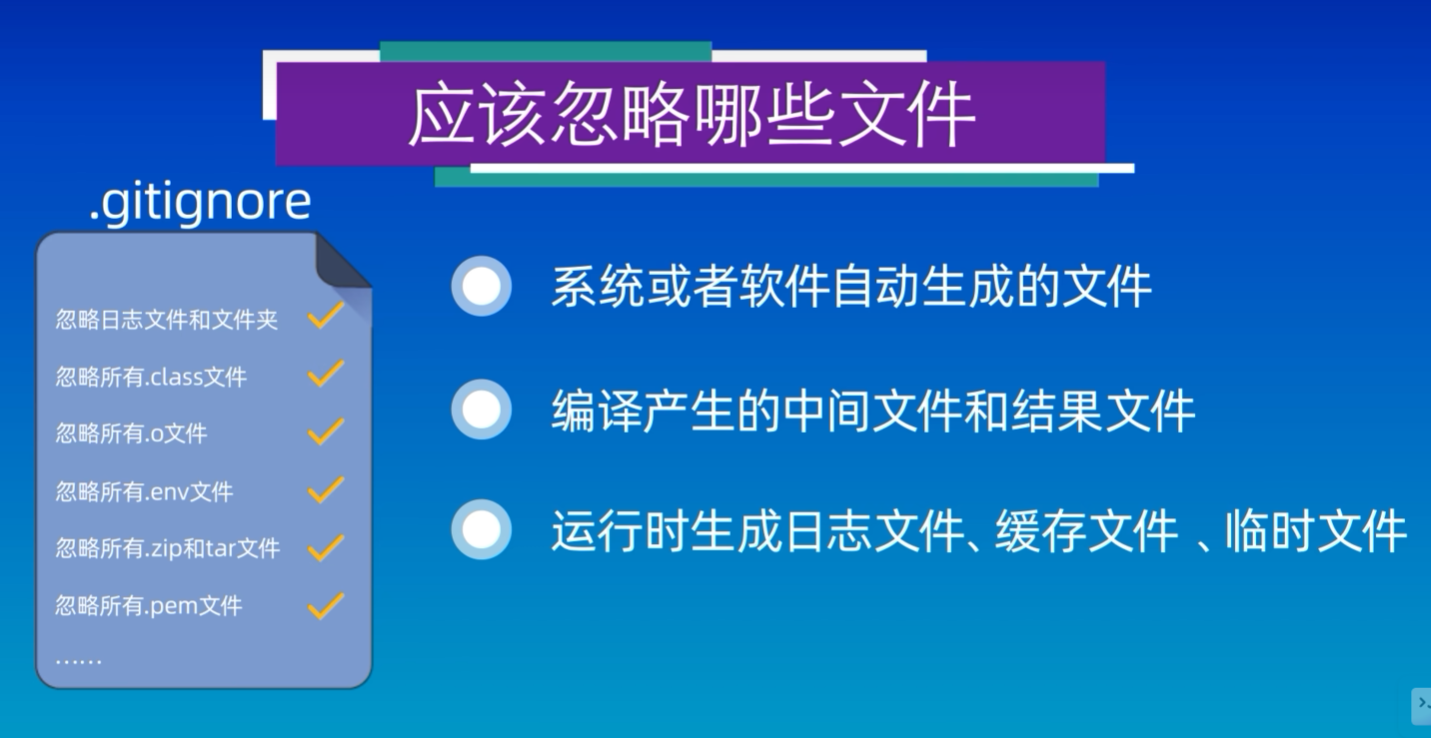 应该忽略哪些文件
.gitignore
忽略日志文件和文件夹
忽略所有.class文件
忽略所有.o文件
忽略所有.env文件
忽略所有.zip和tar文件
忽略所有.pem文件
……
系统或者软件自动生成的文件
编译产生的中间文件和结果文件
运行时生成日志文件、缓存文件、临时文件